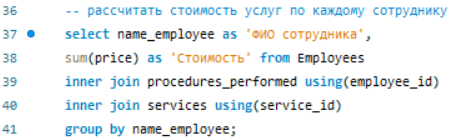 36 -- рассчитать стоимость услуг по каждому сотруднику
37 select name_employee as 'ФИО сотрудника',
38 sum(price) as 'Стоимость' from Employees
39 inner join procedures_performed using(employee_id)
40 inner join services using(service_id)
41 group by name_employee;